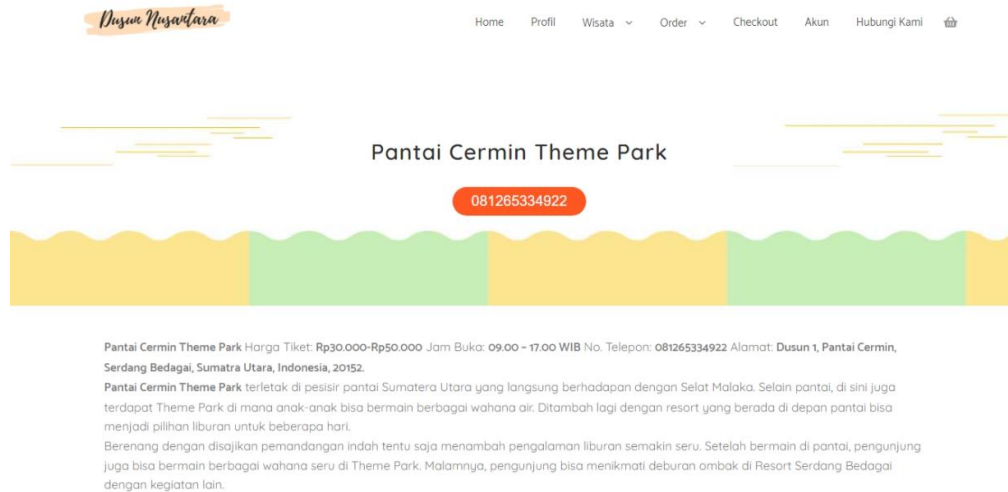 Dusun Nusantara
Home Profil Wisata Order Checkout Akun Hubungi Kami
Pantai Cermin Theme Park
081265334922
Pantai Cermin Theme Park Harga Tiket: Rp30.000-Rp50.000 Jam Buka: 09.00 – 17.00 WIB No. Telepon: 081265334922 Alamat: Dusun 1, Pantai Cermin,
Serdang Bedagai, Sumatra Utara, Indonesia, 20152.
Pantai Cermin Theme Park terletak di pesisir pantai Sumatera Utara yang langsung berhadapan dengan Selat Malaka. Selain pantai, di sini juga
terdapat Theme Park di mana anak-anak bisa bermain berbagai wahana air. Ditambah lagi dengan resort yang berada di depan pantai bisa
menjadi pilihan liburan untuk beberapa hari.
Berenang dengan disajikan pemandangan indah tentu saja menambah pengalaman liburan semakin seru. Setelah bermain di pantai, pengunjung
juga bisa bermain berbagai wahana seru di Theme Park. Malamnya, pengunjung bisa menikmati deburan ombak di Resort Serdang Bedagai
dengan kegiatan lain.